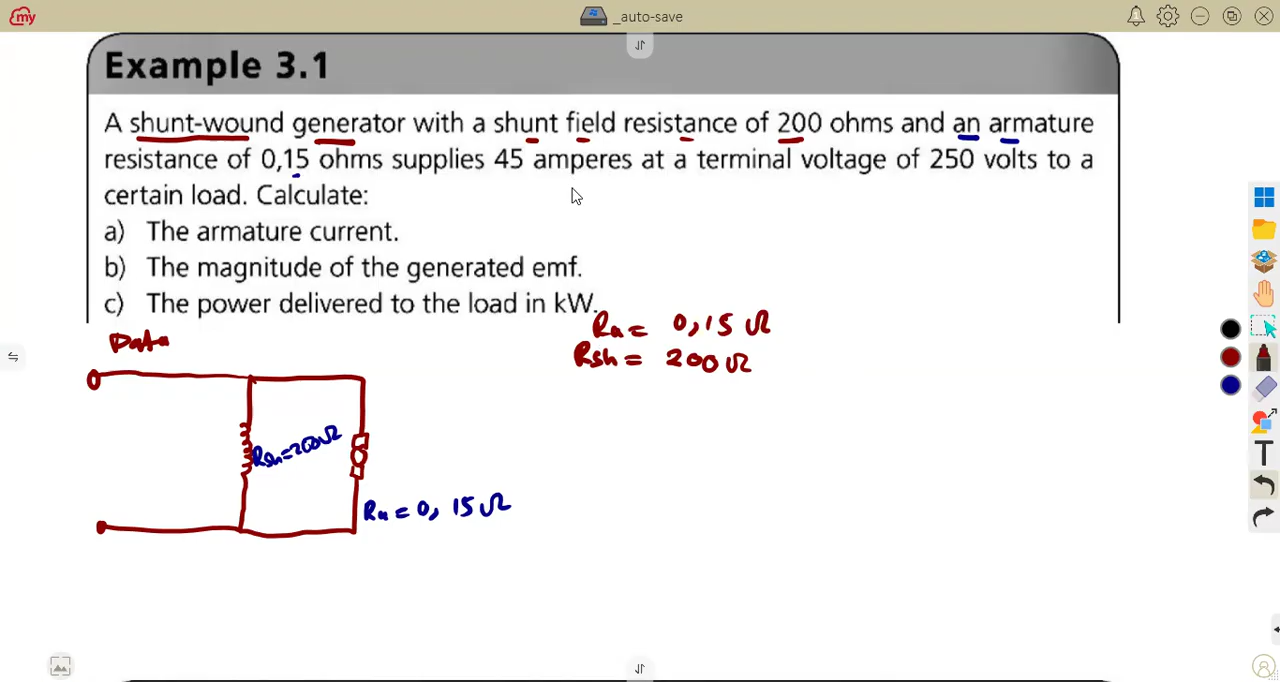 my
_auto-save
Example 3.1
A shunt-wound generator with a shunt field resistance of 200 ohms and an armature
resistance of 0,15 ohms supplies 45 amperes at a terminal voltage of 250 volts to a
certain load. Calculate:
a) The armature current.
b) The magnitude of the generated emf.
c) The power delivered to the load in kW.
Data
Ra = 0,15 Ω
Rsh = 200 Ω
Rsh = 200 Ω
Ra = 0, 15 Ω
T